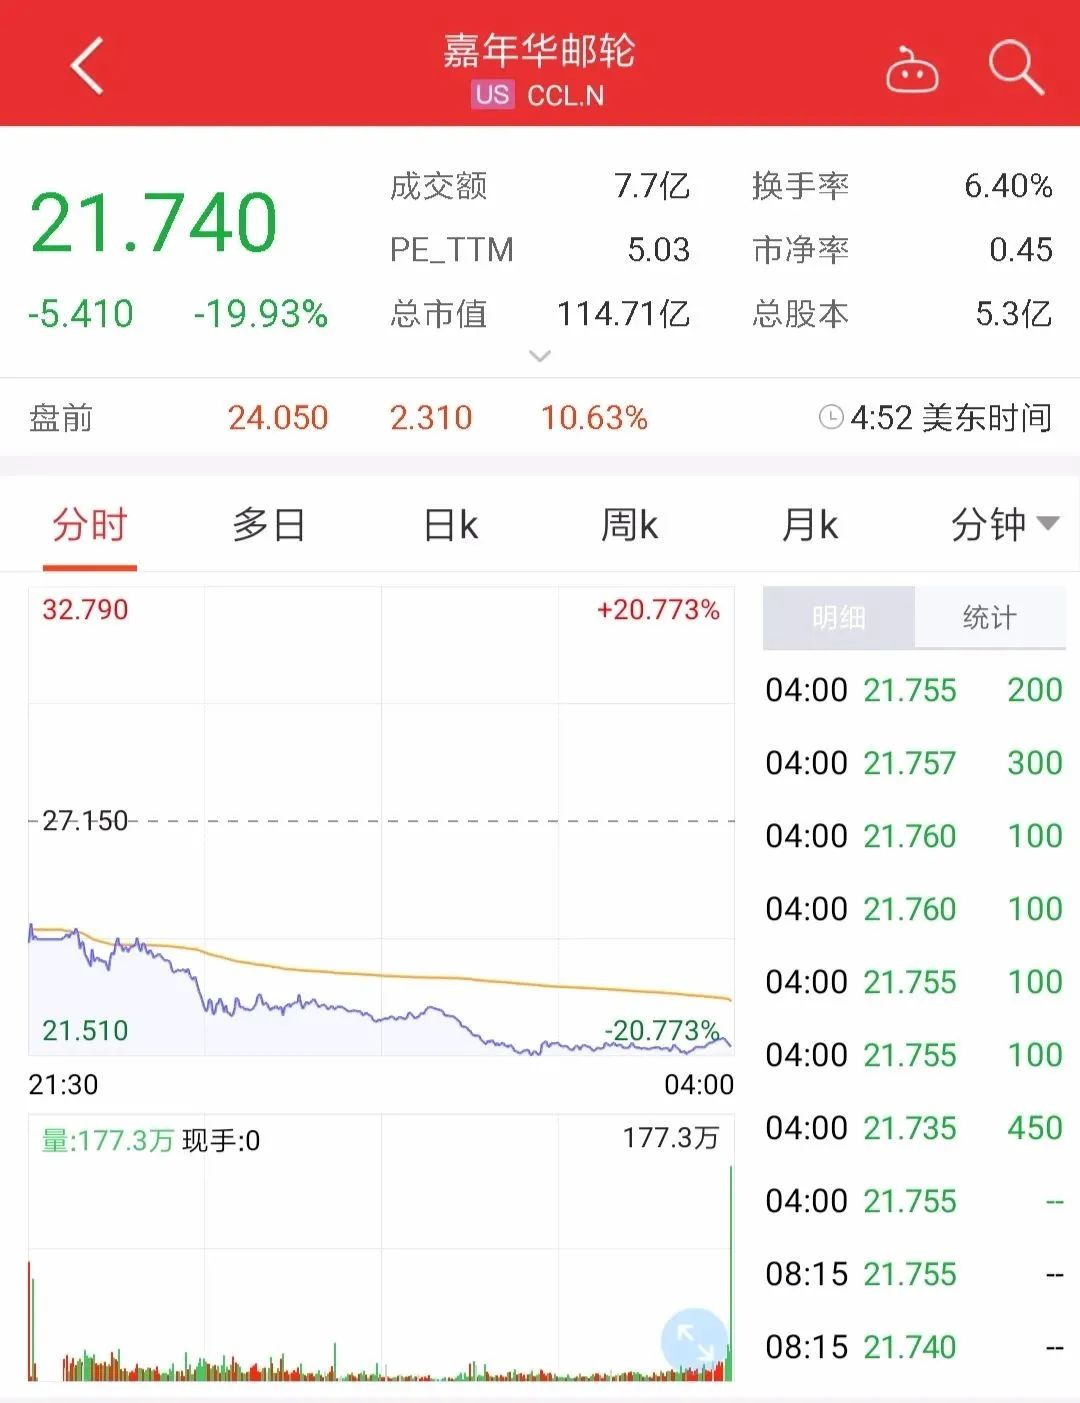 嘉年华邮轮
US CCL.N
21.740
-5.410 -19.93%
成交额 7.7亿 换手率 6.40%
PE_TTM 5.03 市净率 0.45
总市值 114.71亿 总股本 5.3亿
盘前 24.050 2.310 10.63% 4:52 美东时间
分时 多日 日k 周k 月k 分钟
32.790 +20.773%
27.150
21.510 -20.773%
21:30 04:00
量:177.3万 现手:0 177.3万
明细 统计
04:00 21.755 200
04:00 21.757 300
04:00 21.760 100
04:00 21.760 100
04:00 21.755 100
04:00 21.755 100
04:00 21.735 450
04:00 21.755 --
08:15 21.755 --
08:15 21.740 --